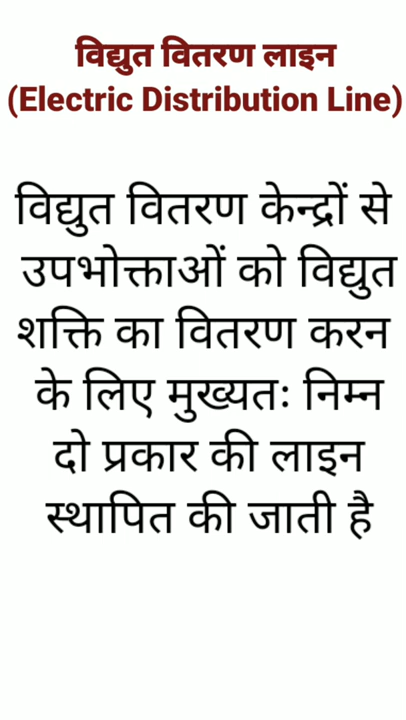 विद्युत वितरण लाइन
(Electric Distribution Line)
विद्युत वितरण केन्द्रों से
उपभोक्ताओं को विद्युत
शक्ति का वितरण करन
के लिए मुख्यतः निम्न
दो प्रकार की लाइन
स्थापित की जाती है